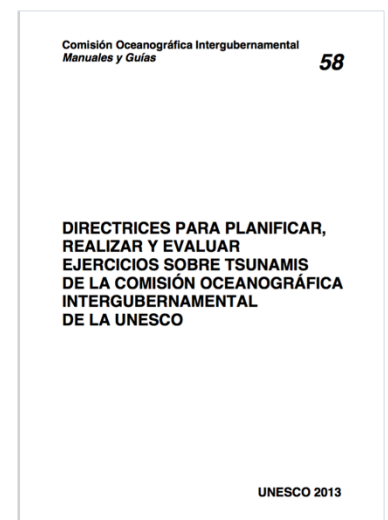 Comisión Oceanográfica Intergubernamental
Manuales y Guías
58
DIRECTRICES PARA PLANIFICAR,
REALIZAR Y EVALUAR
EJERCICIOS SOBRE TSUNAMIS
DE LA COMISIÓN OCEANOGRÁFICA
INTERGUBERNAMENTAL
DE LA UNESCO
UNESCO 2013